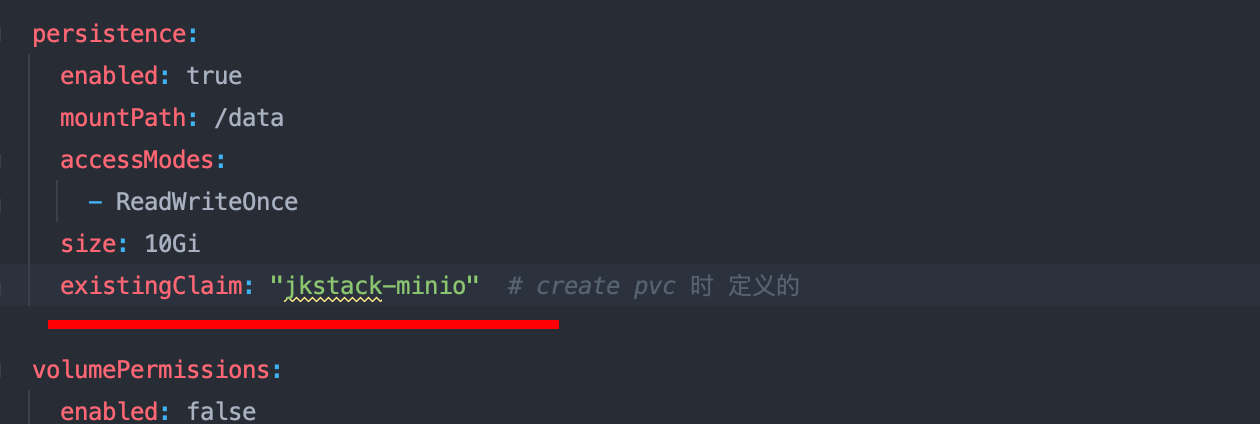 persistence:
enabled: true
mountPath: /data
accessModes:
- ReadWriteOnce
size: 10Gi
existingClaim: "jkstack-minio" # create pvc 时 定义的
volumePermissions:
enabled: false